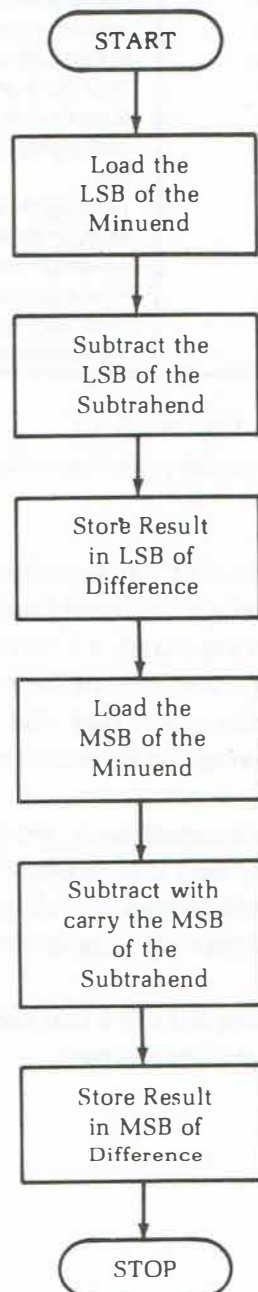 START
Load the
LSB of the
Minuend
Subtract the
LSB of the
Subtrahend
Store Result
in LSB of
Difference
Load the
MSB of the
Minuend
Subtract with
carry the MSB
of the
Subtrahend
Store Result
in MSB of
Difference
STOP